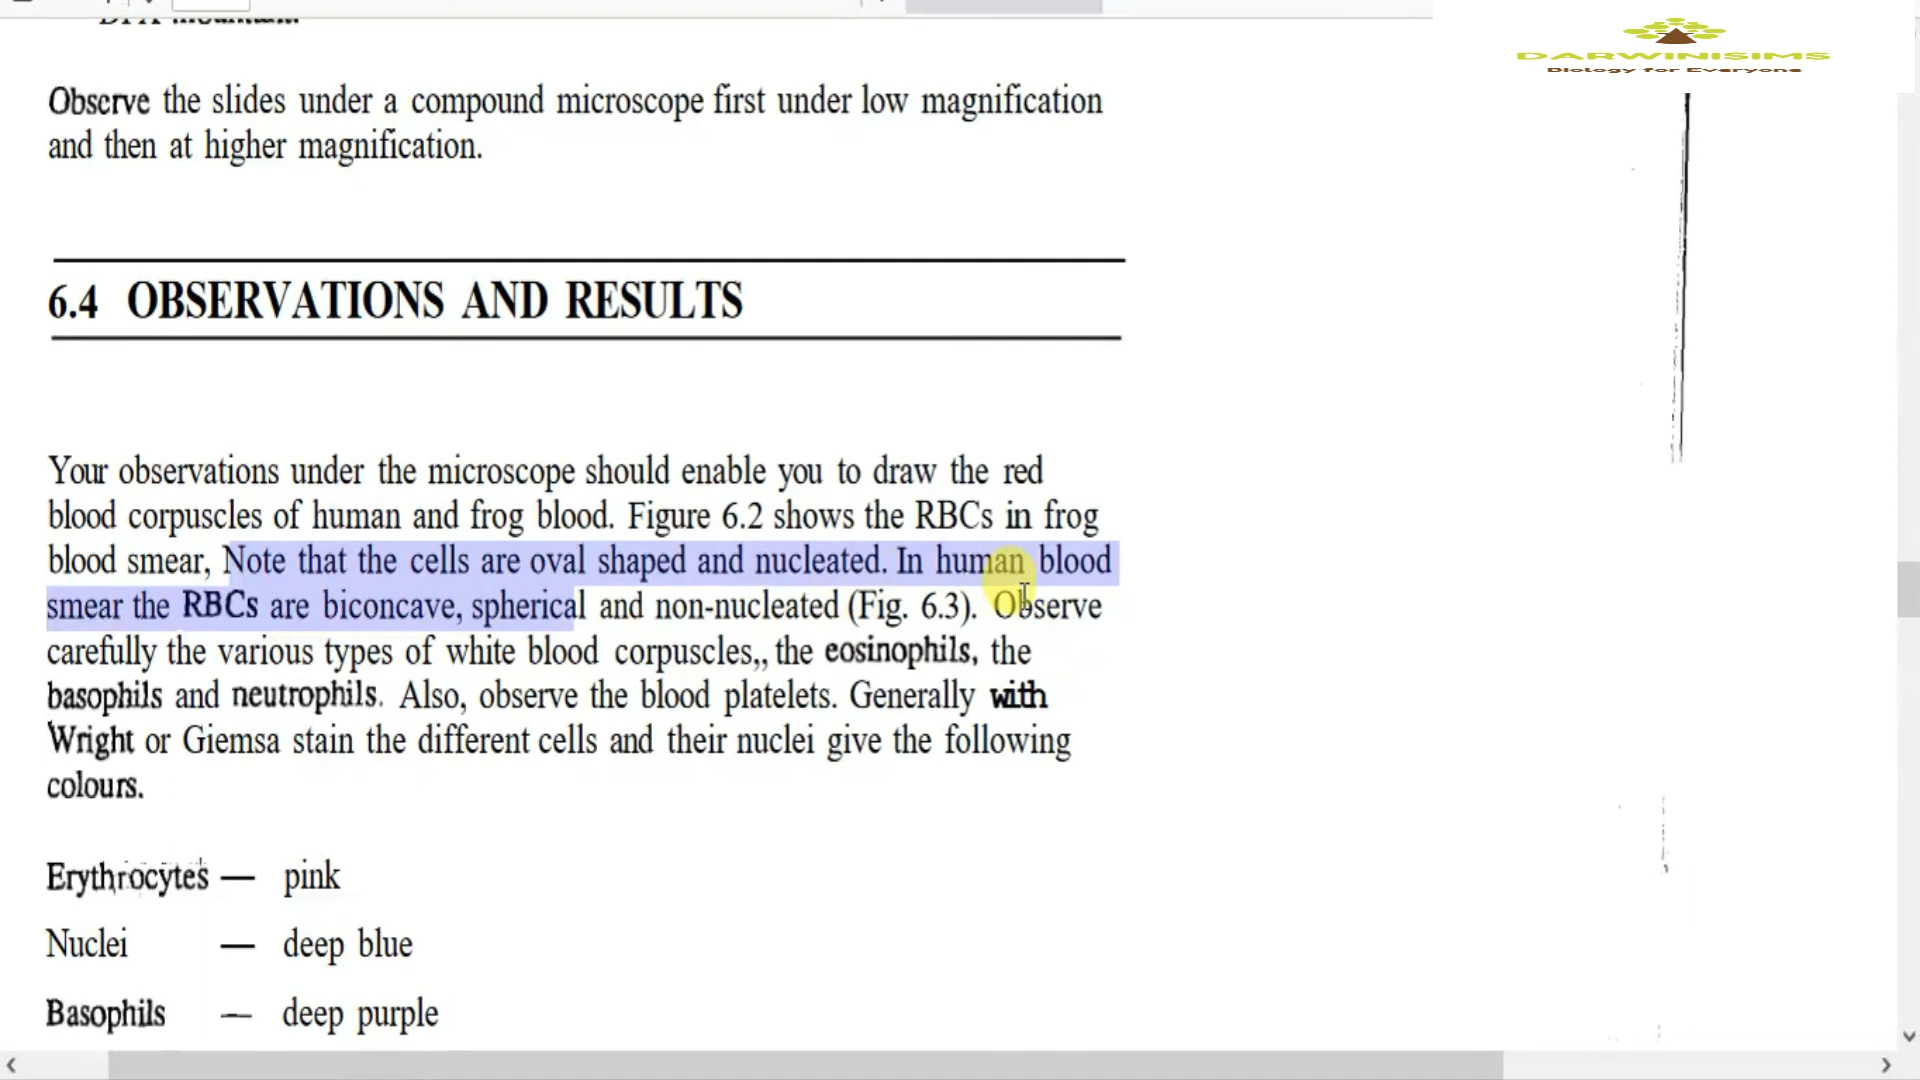 DPX mountant.
DARWINISIMS
Biology for Everyone
Observe the slides under a compound microscope first under low magnification
and then at higher magnification.
6.4 OBSERVATIONS AND RESULTS
Your observations under the microscope should enable you to draw the red
blood corpuscles of human and frog blood. Figure 6.2 shows the RBCs in frog
blood smear, Note that the cells are oval shaped and nucleated. In human blood
smear the RBCs are biconcave, spherical and non-nucleated (Fig. 6.3). Observe
carefully the various types of white blood corpuscles,, the eosinophils, the
basophils and neutrophils. Also, observe the blood platelets. Generally with
Wright or Giemsa stain the different cells and their nuclei give the following
colours.
Erythrocytes — pink
Nuclei — deep blue
Basophils — deep purple